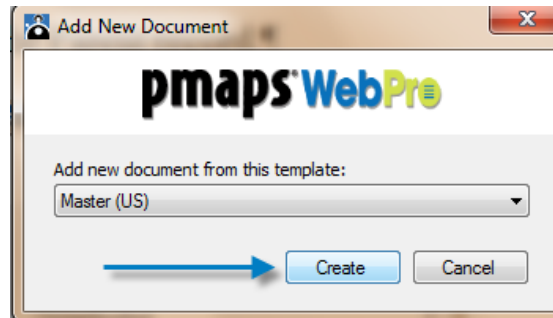 Add New Document
pmaps WebPro
Add new document from this template:
Master (US)
Create Cancel